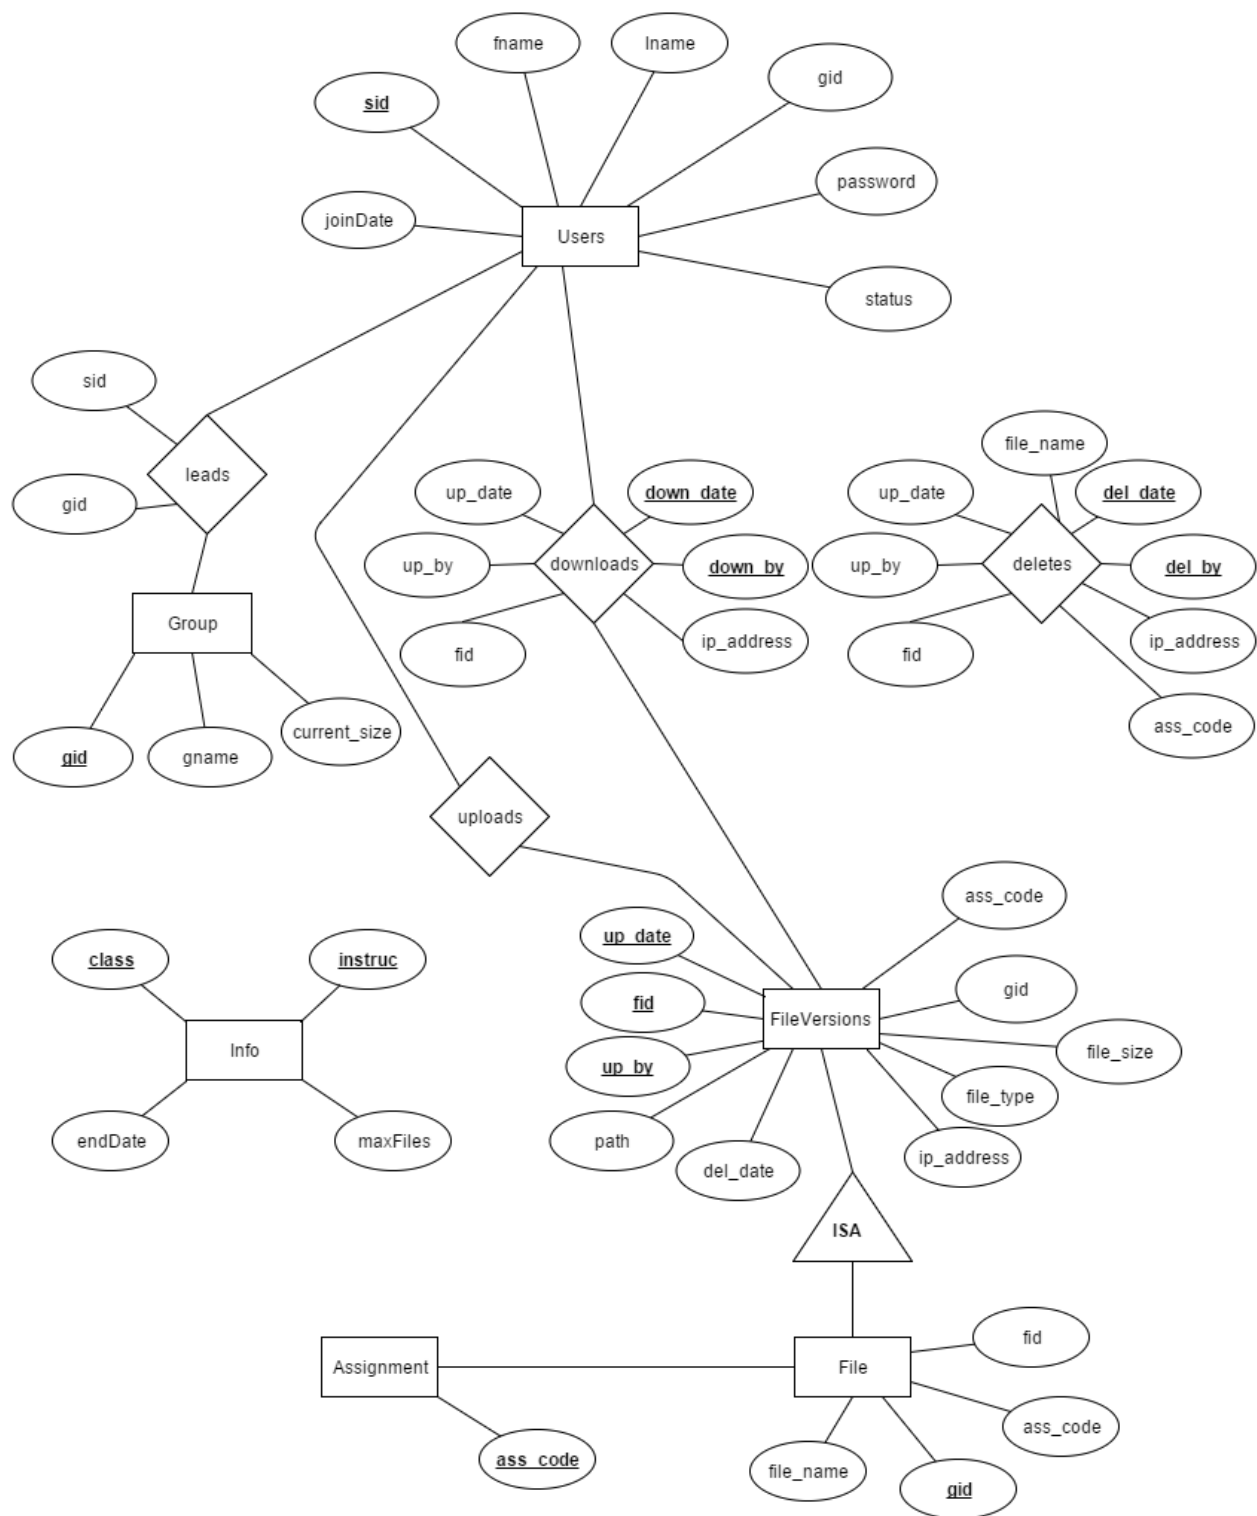 fname
lname
gid
sid
password
joinDate
Users
status
sid
file_name
leads
up_date
down_date
up_date
del_date
gid
up_by
downloads
down_by
up_by
deletes
del_by
Group
fid
ip_address
fid
ip_address
gid
gname
current_size
ass_code
uploads
ass_code
up_date
class
instruc
fid
gid
FileVersions
Info
up_by
file_size
file_type
endDate
maxFiles
path
del_date
ip_address
ISA
fid
Assignment
File
ass_code
ass_code
file_name
gid